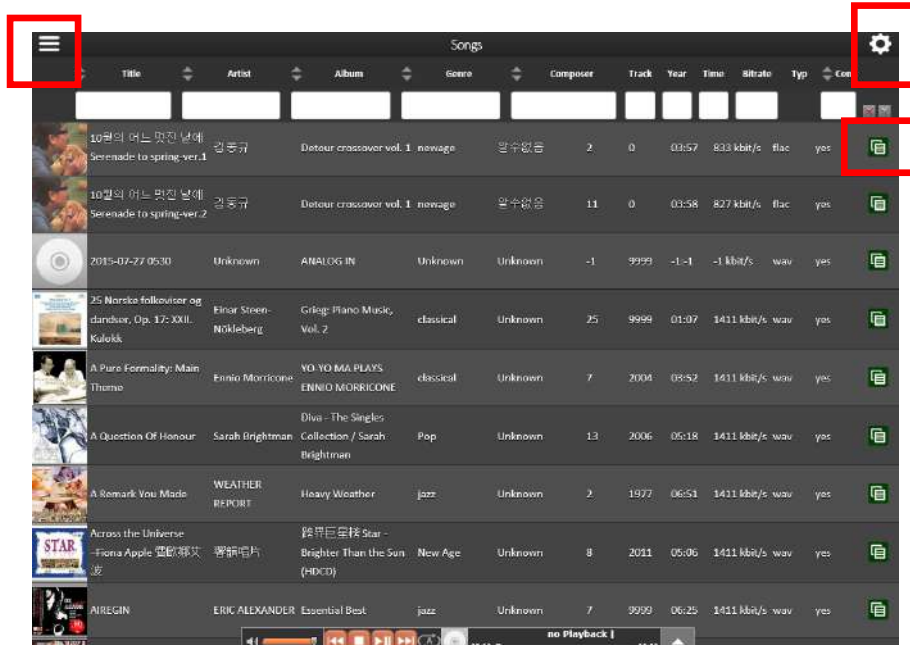 Songs
Title Artist Album Genre Composer Track Year Time Bitrate Typ Com
10월의 어느 멋진 날에
Serenade to spring-ver.1
김동규 Detour crossover vol. 1 newage 알수없음 2 0 03:57 833 kbit/s flac yes
10월의 어느 멋진 날에
Serenade to spring-ver.2
김동규 Detour crossover vol. 1 newage 알수없음 11 0 03:58 827 kbit/s flac yes
2015-07-27 0530 Unknown ANALOG IN Unknown Unknown -1 9999 -1:-1 -1 kbit/s wav yes
25 Norske folkeviser og
dandser, Op. 17: XXII.
Kulokk
Einar Steen-
Nökleberg
Grieg: Piano Music,
Vol. 2
classical Unknown 25 9999 01:07 1411 kbit/s wav yes
A Pure Formality: Main
Theme
Ennio Morricone
YO-YO MA PLAYS
ENNIO MORRICONE
classical Unknown 7 2004 03:52 1411 kbit/s wav yes
A Question Of Honour Sarah Brightman
Diva - The Singles
Collection / Sarah
Brightman
Pop Unknown 13 2006 05:18 1411 kbit/s wav yes
A Remark You Made
WEATHER
REPORT
Heavy Weather jazz Unknown 2 1977 06:51 1411 kbit/s wav yes
STAR
Across the Universe
-Fiona Apple
唱片
Star -
Brighter Than the Sun
(HDCD)
New Age Unknown 8 2011 05:06 1411 kbit/s wav yes
AIREGIN ERIC ALEXANDER Essential Best jazz Unknown 7 9999 06:25 1411 kbit/s wav yes
no Playback |